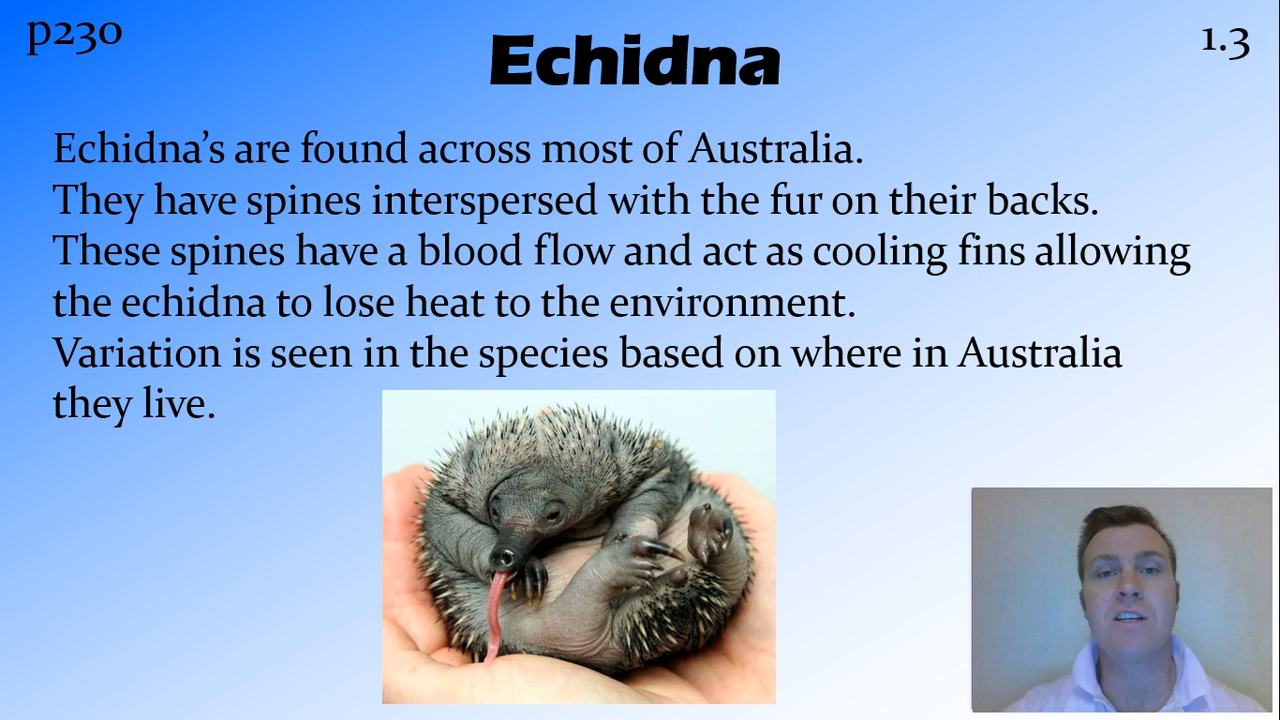 p230
Echidna
1.3
Echidna’s are found across most of Australia.
They have spines interspersed with the fur on their backs.
These spines have a blood flow and act as cooling fins allowing
the echidna to lose heat to the environment.
Variation is seen in the species based on where in Australia
they live.